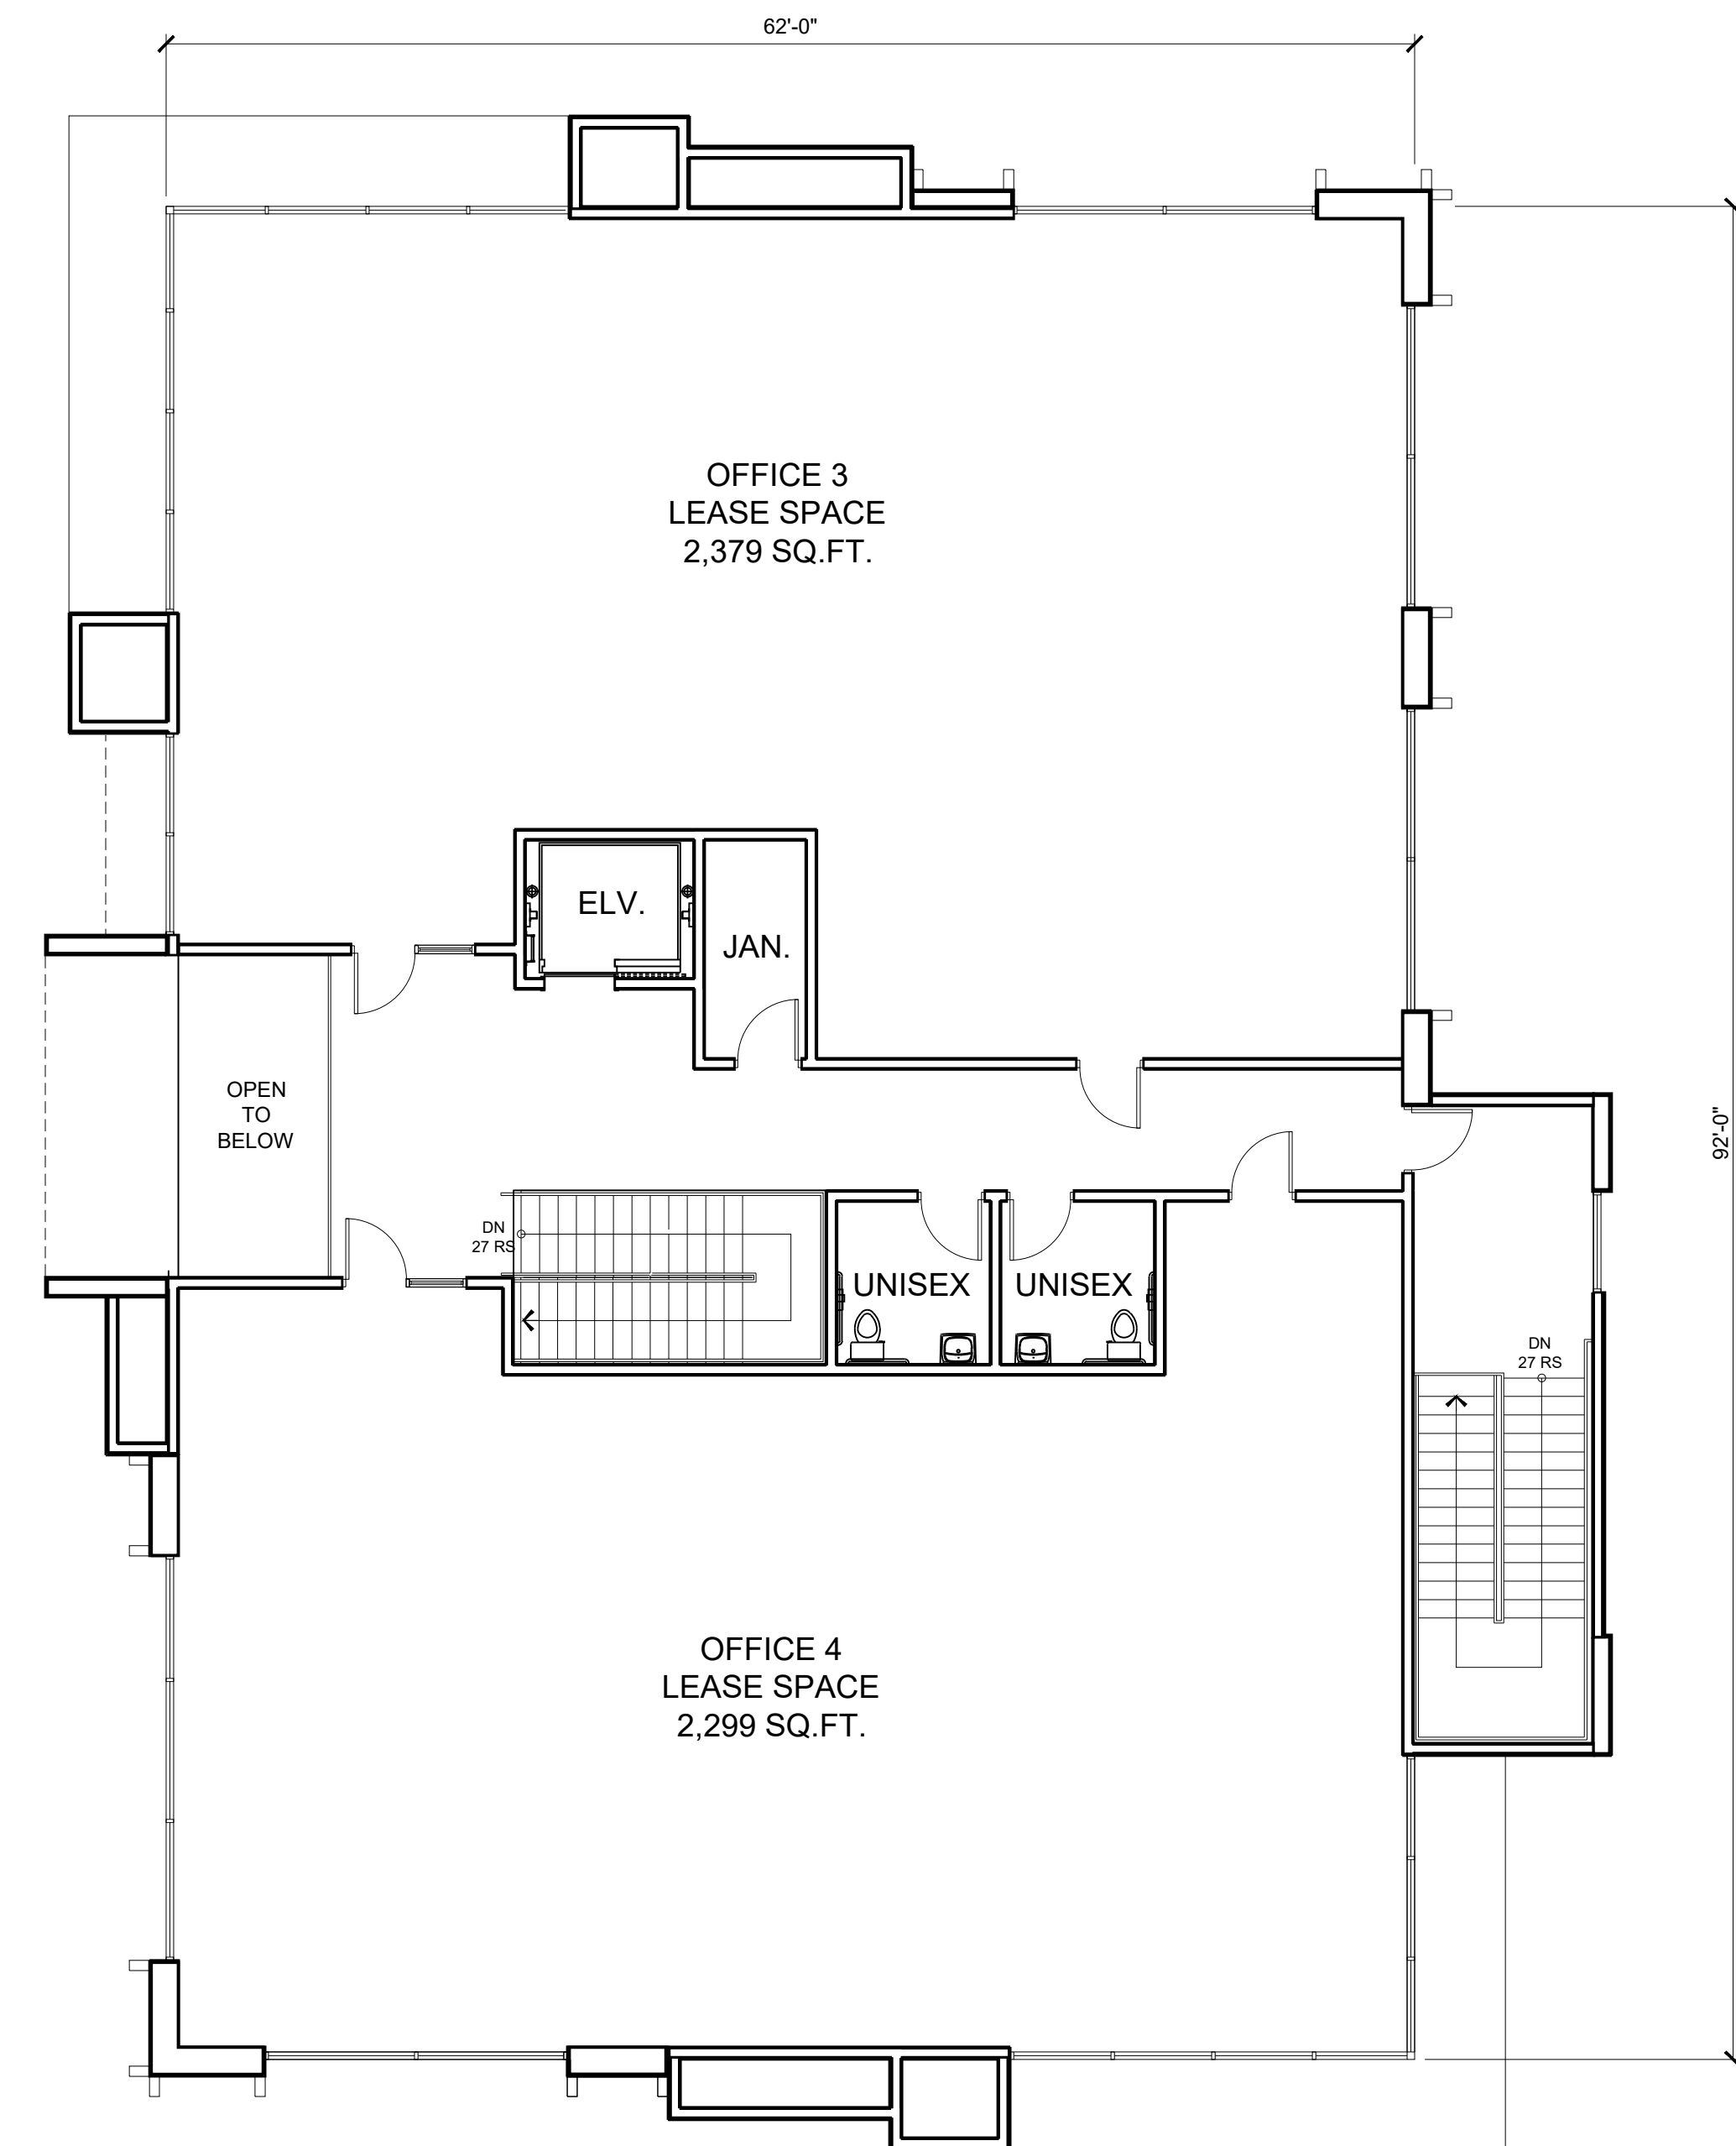 62'-0"
OFFICE 3
LEASE SPACE
2,379 SQ.FT.
ELV.
JAN.
OPEN
TO
BELOW
92'-0"
DN
27 RS
UNISEX
UNISEX
DN
27 RS
OFFICE 4
LEASE SPACE
2,299 SQ.FT.